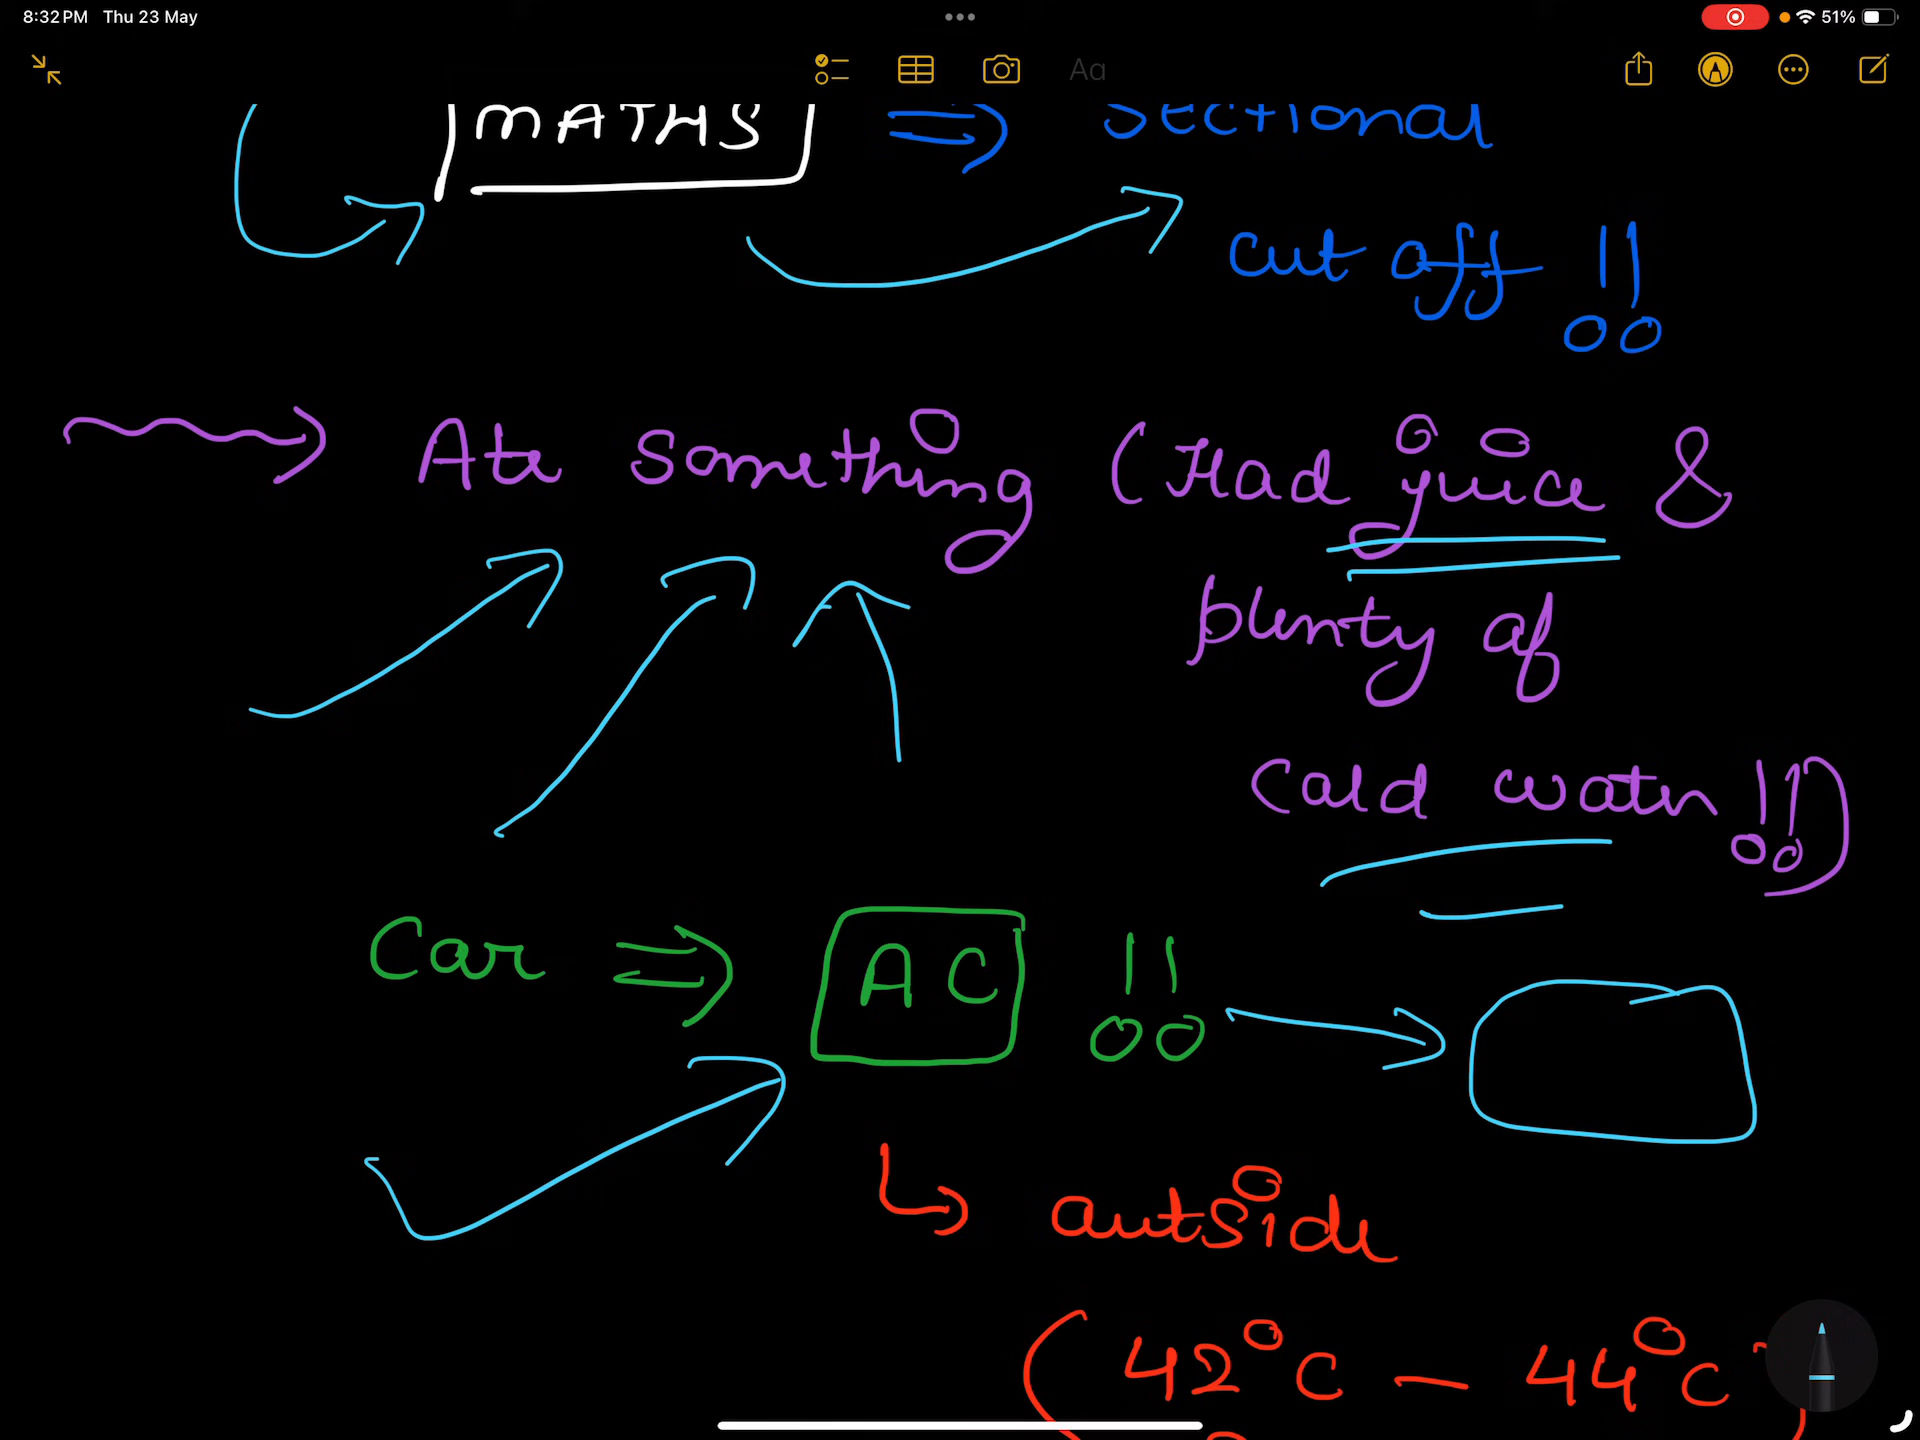 8:32 PM Thu 23 May
51%
Aa
MATHS ⇒ Sectional
cut off !!
→ Ate something (Had juice &
plenty of
cold water !!)
Car ⇒ AC !!
↳ outside
(42°C - 44°C)